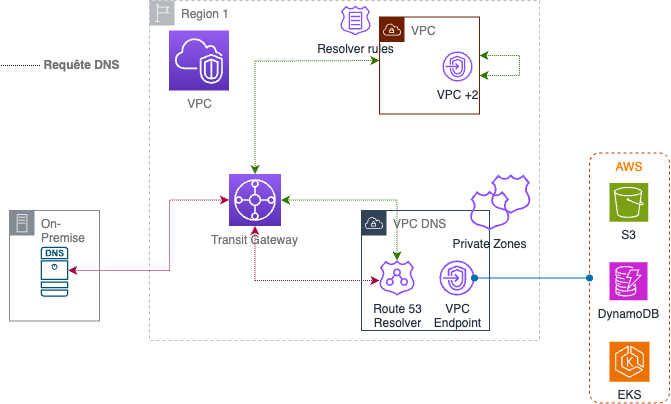 Region 1
Resolver rules
VPC
VPC +2
Requête DNS
VPC
Transit Gateway
On-
Premise
DNS
VPC DNS
Private Zones
Route 53
Resolver
VPC
Endpoint
AWS
S3
DynamoDB
EKS